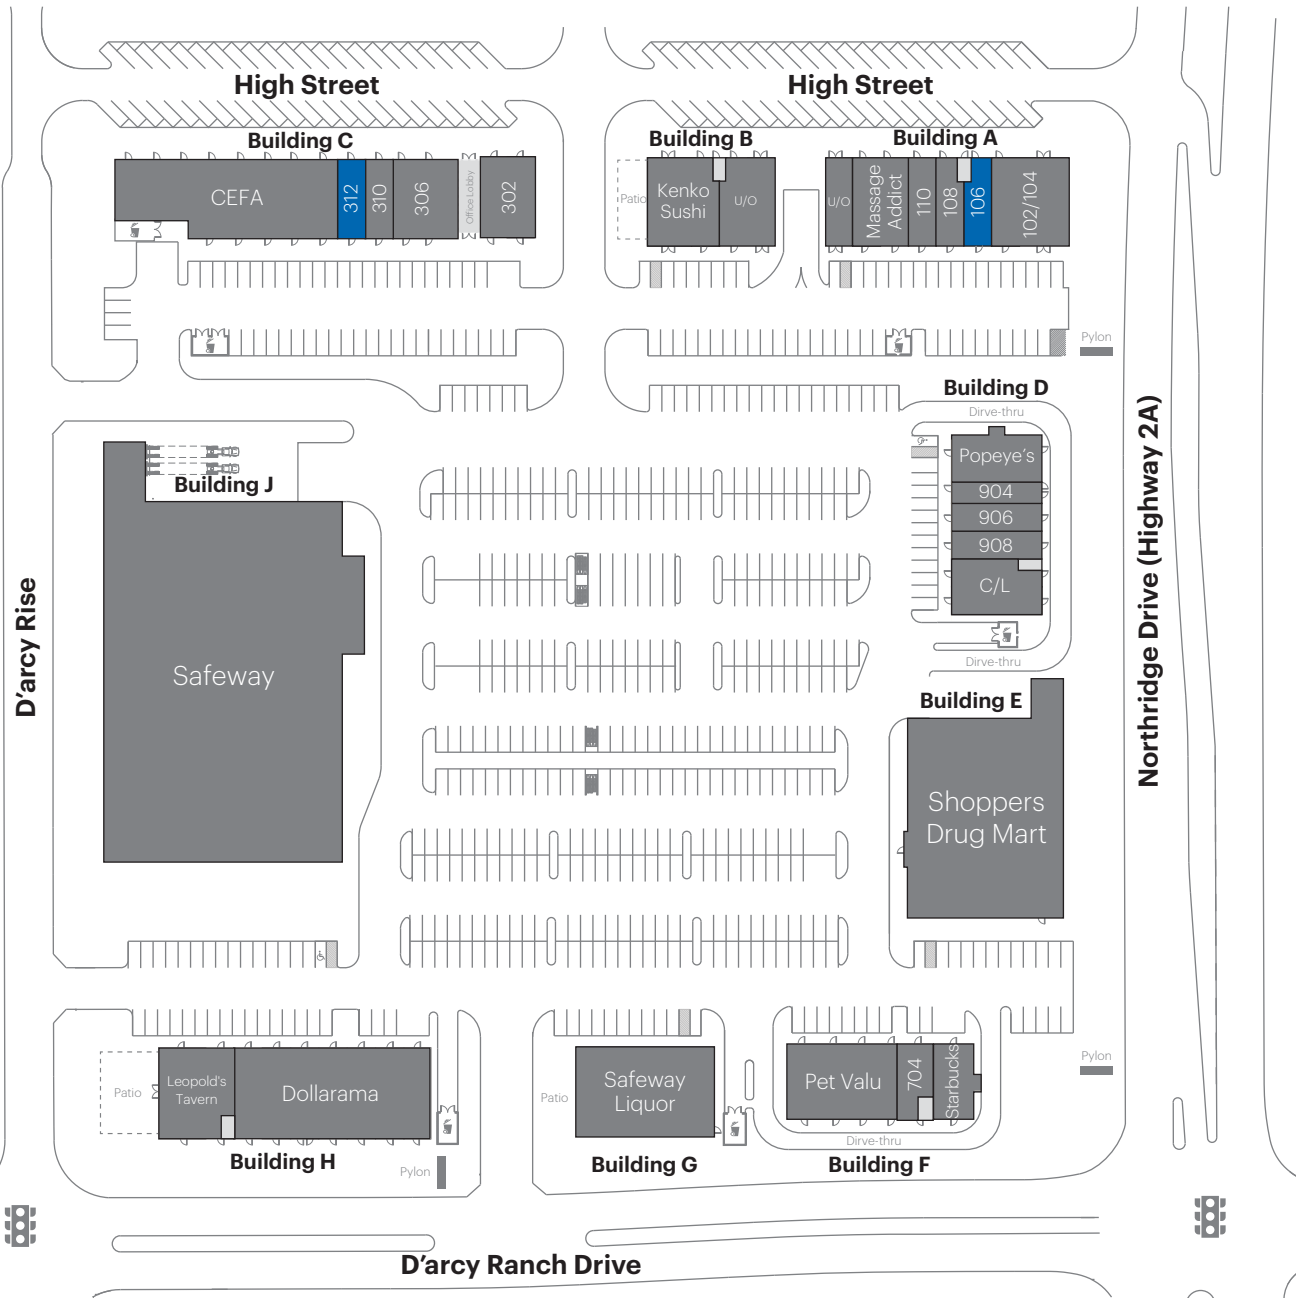 High Street
High Street
Building C
Building B
Building A
CEFA
312
310
306
Office Lobby
302
Patio
Kenko
Sushi
U/O
U/O
Massage
Addict
110
108
106
102/104
Pylon
Building D
Dirve-thru
Popeye's
904
906
908
C/L
Dirve-thru
Building J
Safeway
D'arcy Rise
Northridge Drive (Highway 2A)
Building E
Shoppers
Drug Mart
Patio
Leopold's
Tavern
Dollarama
Building H
Pylon
Patio
Safeway
Liquor
Building G
Pet Valu
704
Starbucks
Dirve-thru
Building F
Pylon
D'arcy Ranch Drive